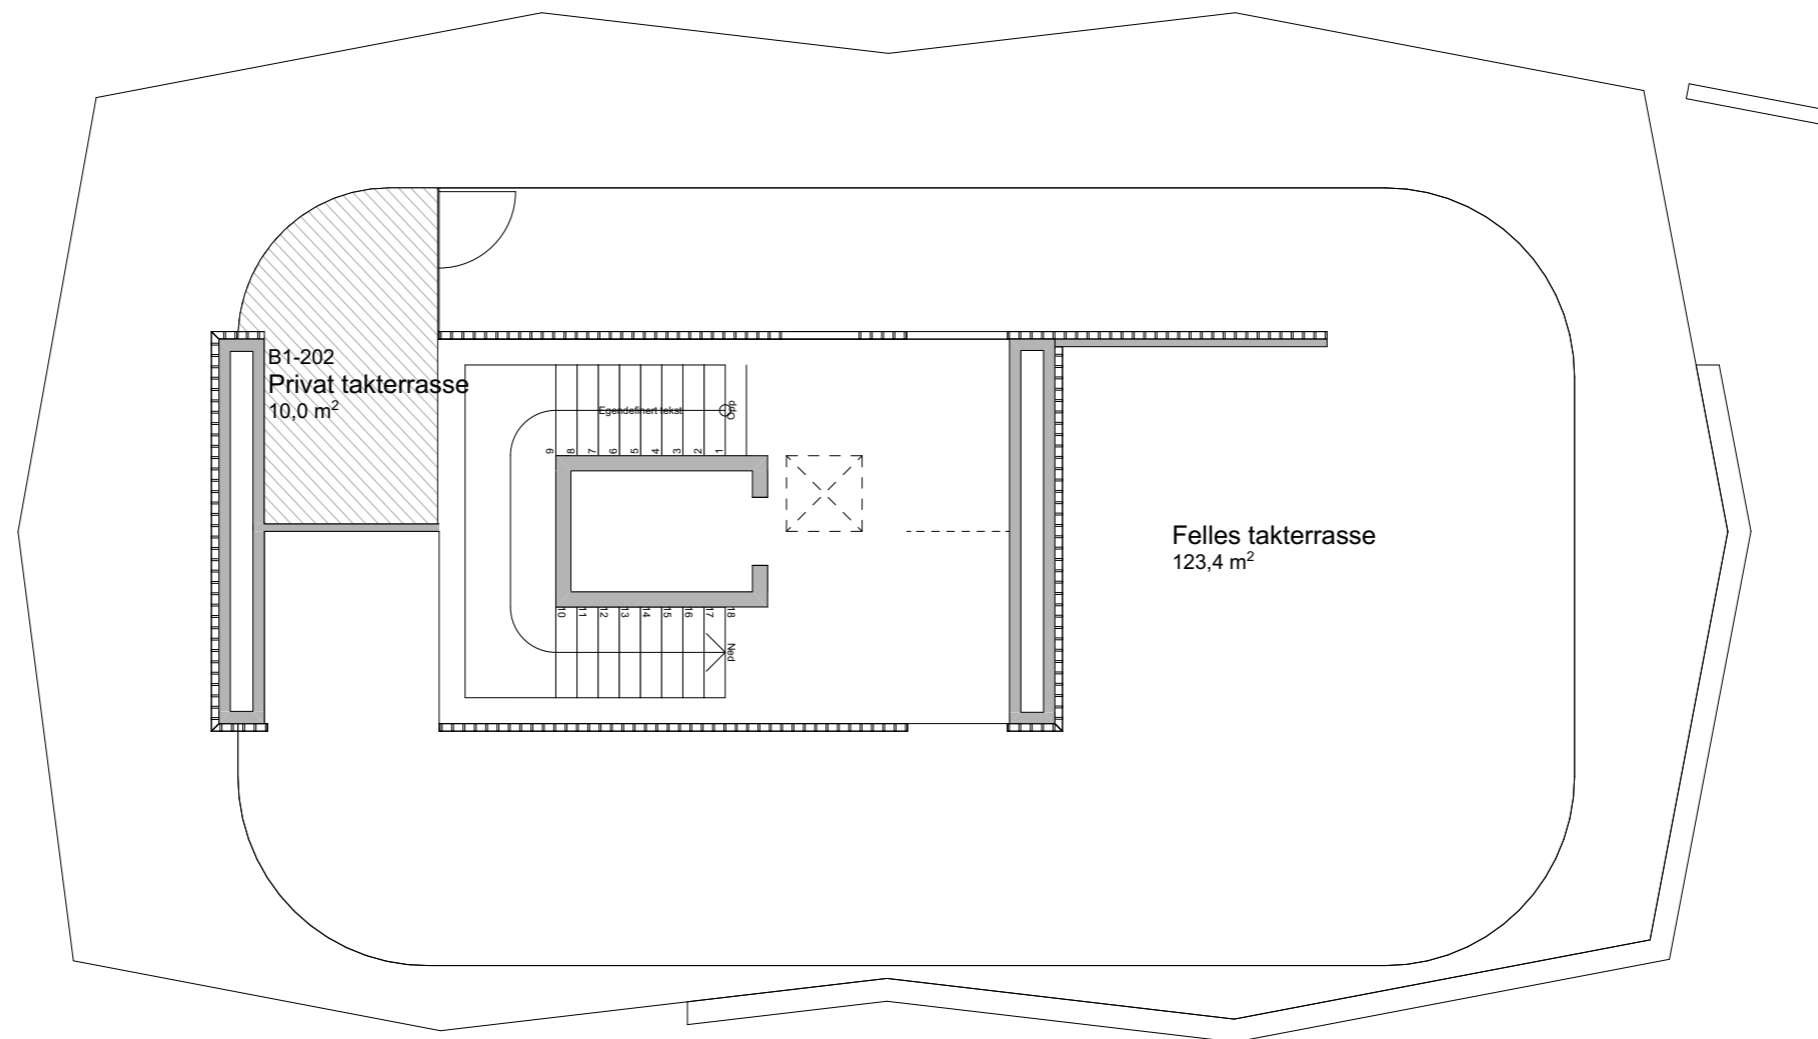 B1-202
Privat takterrasse
10,0 m²
Egendefinert tekst
Opp
9 8 7 6 5 4 3 2 1
Felles takterrasse
123,4 m²
10 11 12 13 14 15 16 17 18
Ned